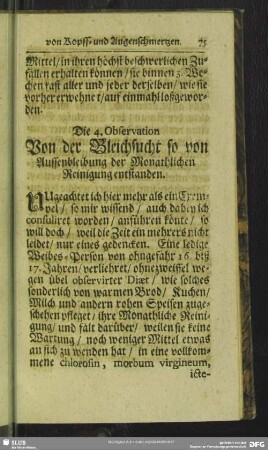 von Kopff- und Augenschmertzen. 75
Mittel/ in ihren höchst beschwerlichen Zu-
fällen erhalten können/ sie binnen 3. We-
chen fast aller und jeder derselben/ wie sie
vorher erwehnet/ auf einmahl loßgewor-
den.
Die 4. Observation
Von der Bleichsucht so von
Aussenbleibung der Monathlichen
Reinigung entstanden.
Ungeachtet ich hier mehr als ein Exem-
pel/ so mir wissend/ auch dabey ich
consuliret worden/ anführen könte/ so
will doch/ weil die Zeit ein mehrers nicht
leidet/ nur eines gedencken. Eine ledige
Weibes-Person von ohngefähr 16. biß
17. Jahren/ verliehret/ ohnezweiffel we-
gen übel observirter Diæt/ wie solches
sonderlich von warmen Brod/ Kuchen/
Milch und andern rohen Speisen zuge-
schehen pfleget/ ihre Monathliche Reini-
gung/ und fält darüber/ weilen sie keine
Wartung/ noch weniger Mittel etwas
an sich zu wenden hat/ in eine vollkom-
mene chlorosin, morbum virgineum,
icte-
SLUB